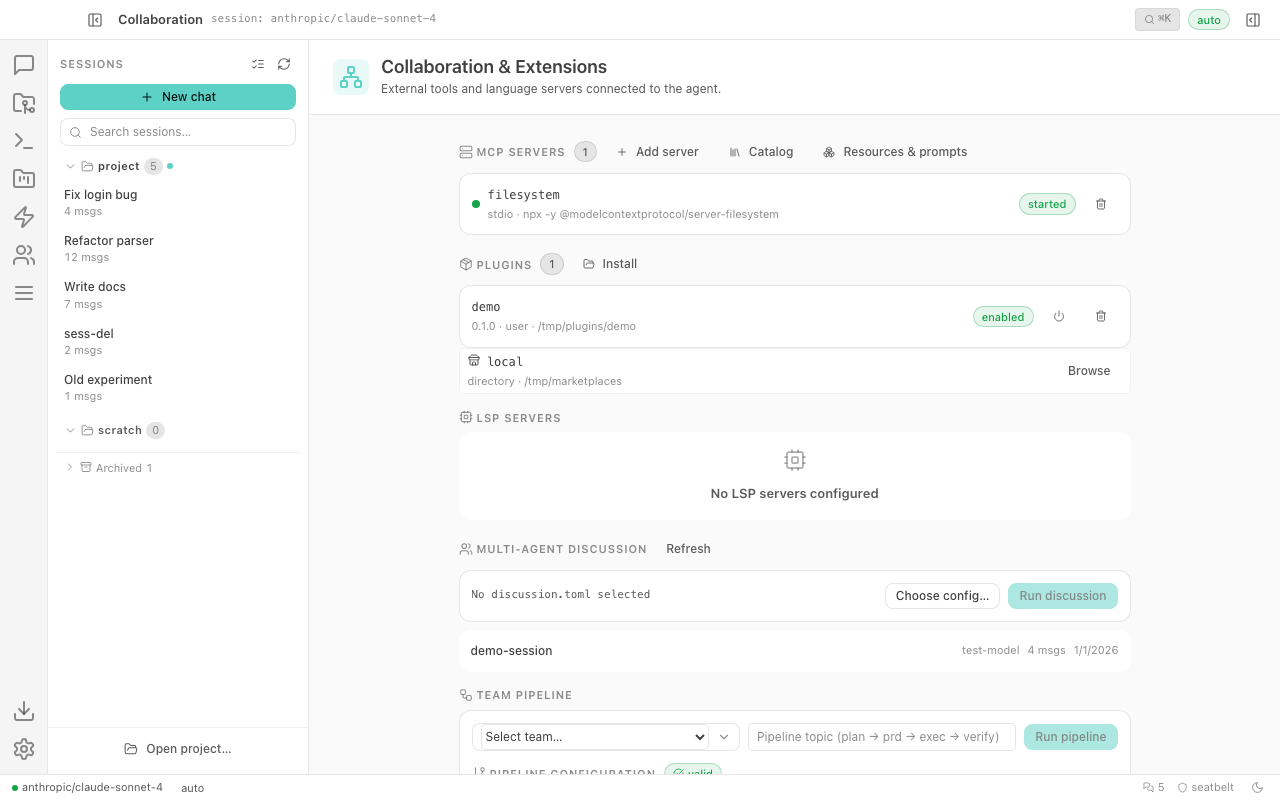 Collaboration session: anthropic/claude-sonnet-4
⌘K
auto
SESSIONS
New chat
Search sessions...
project 5
Fix login bug
4 msgs
Refactor parser
12 msgs
Write docs
7 msgs
sess-del
2 msgs
Old experiment
1 msgs
scratch 0
Archived 1
Open project...
Collaboration & Extensions
External tools and language servers connected to the agent.
MCP SERVERS 1 Add server Catalog Resources & prompts
filesystem
stdio · npx -y @modelcontextprotocol/server-filesystem
started
PLUGINS 1 Install
demo
0.1.0 · user · /tmp/plugins/demo
enabled
local
directory · /tmp/marketplaces
Browse
LSP SERVERS
No LSP servers configured
MULTI-AGENT DISCUSSION Refresh
No discussion.toml selected
Choose config... Run discussion
demo-session test-model 4 msgs 1/1/2026
TEAM PIPELINE
Select team... Pipeline topic (plan → prd → exec → verify) Run pipeline
PIPELINE CONFIGURATION valid
anthropic/claude-sonnet-4 auto
5 seatbelt